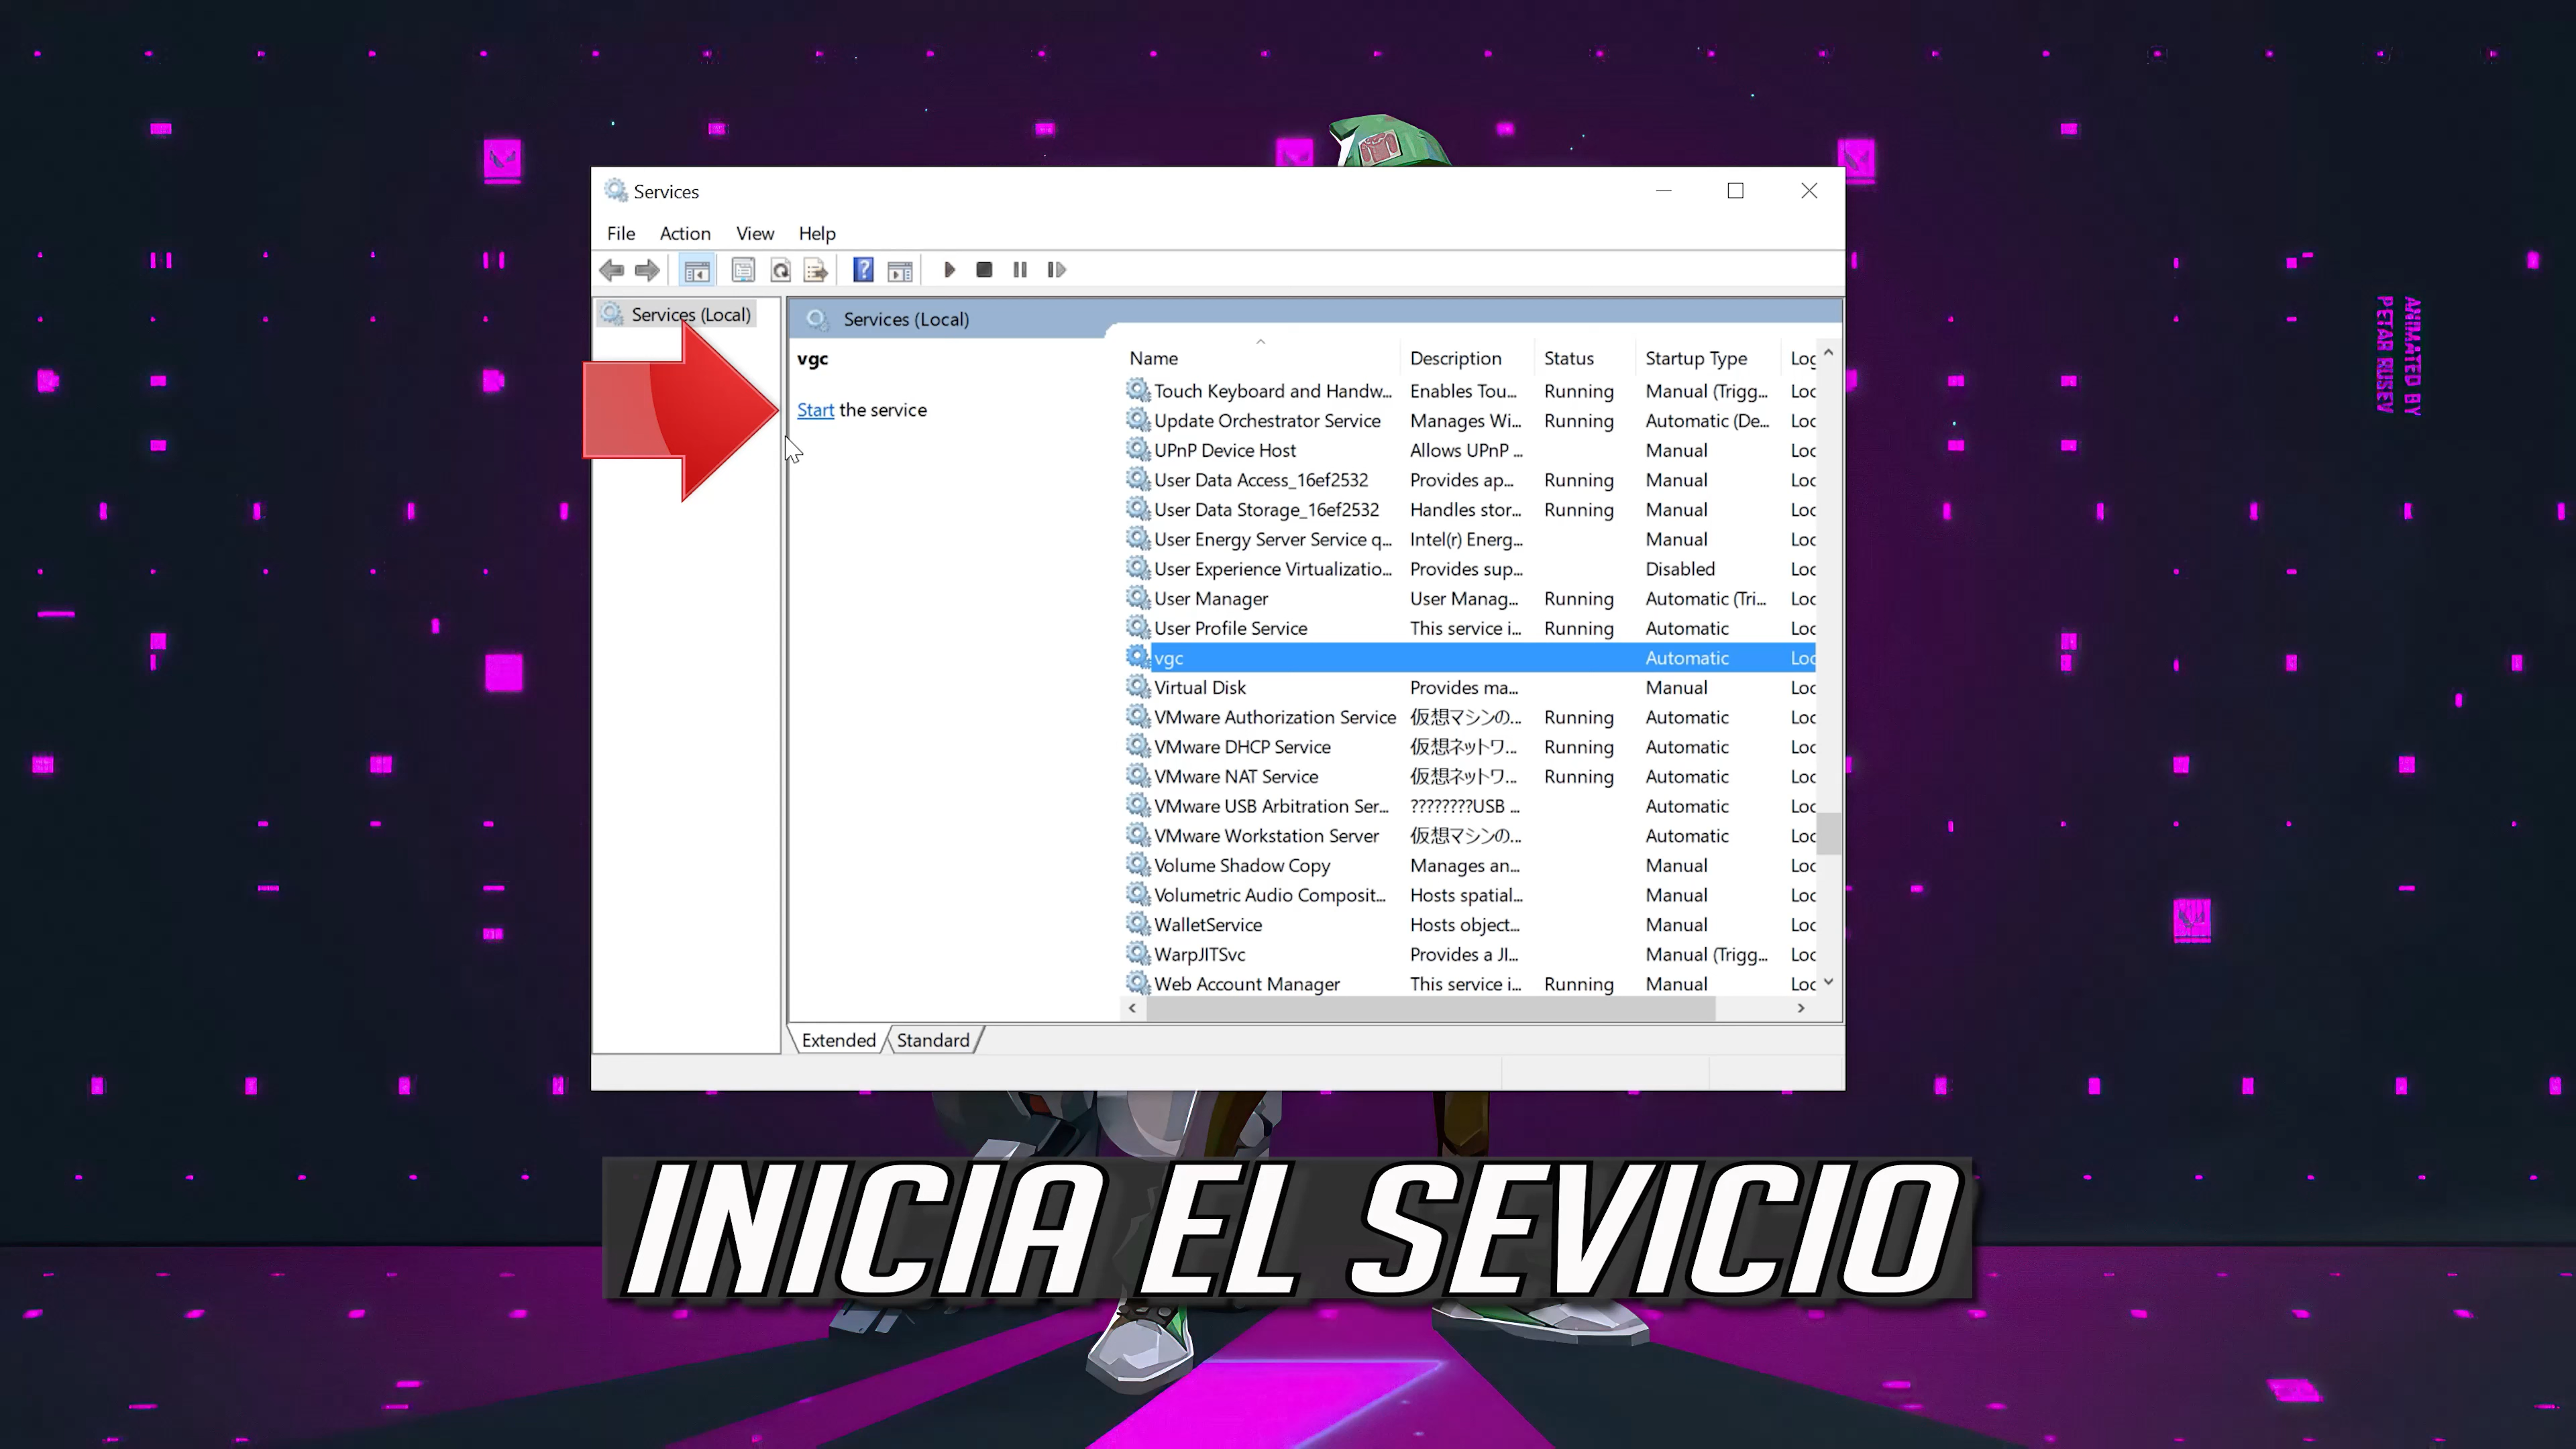 Services
File Action View Help
Services (Local)
Services (Local)
vgc
Start the service
Name Description Status Startup Type Log
Touch Keyboard and Handw... Enables Tou... Running Manual (Trigg... Loc
Update Orchestrator Service Manages Wi... Running Automatic (De... Loc
UPnP Device Host Allows UPnP ... Manual Loc
User Data Access_16ef2532 Provides ap... Running Manual Loc
User Data Storage_16ef2532 Handles stor... Running Manual Loc
User Energy Server Service q... Intel(r) Energ... Manual Loc
User Experience Virtualizatio... Provides sup... Disabled Loc
User Manager User Manag... Running Automatic (Tri... Loc
User Profile Service This service i... Running Automatic Loc
vgc Automatic Loc
Virtual Disk Provides ma... Manual Loc
VMware Authorization Service 仮想マシンの... Running Automatic Loc
VMware DHCP Service 仮想ネットワ... Running Automatic Loc
VMware NAT Service 仮想ネットワ... Running Automatic Loc
VMware USB Arbitration Ser... ????????USB ... Automatic Loc
VMware Workstation Server 仮想マシンの... Automatic Loc
Volume Shadow Copy Manages an... Manual Loc
Volumetric Audio Composit... Hosts spatial... Manual Loc
WalletService Hosts object... Manual Loc
WarpJITSvc Provides a JI... Manual (Trigg... Loc
Web Account Manager This service i... Running Manual Loc
Extended Standard
ANIMATED BY
PETAR RUSEV
INICIA EL SEVICIO